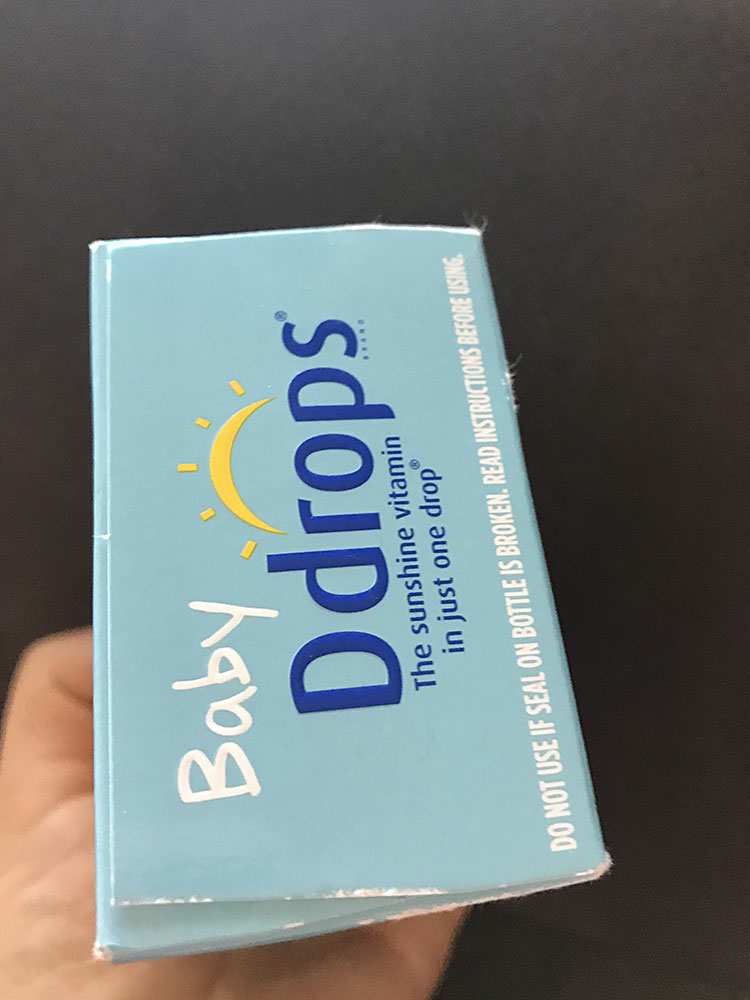 Baby
Ddrops®
BRAND
The sunshine vitamin
in just one drop®
DO NOT USE IF SEAL ON BOTTLE IS BROKEN. READ INSTRUCTIONS BEFORE USING.